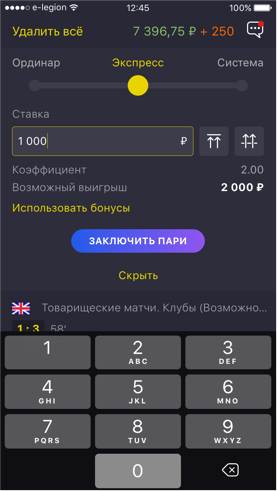 e-legion 12:45 100%
Удалить всё 7 396,75 ₽ + 250
Ординар Экспресс Система
Ставка
1 000 ₽
Коэффициент 2.00
Возможный выигрыш 2 000 ₽
Использовать бонусы
ЗАКЛЮЧИТЬ ПАРИ
Скрыть
Товарищеские матчи. Клубы (Возможно...
1 : 3 58'
1 2 3
ABC DEF
4 5 6
GHI JKL MNO
7 8 9
PQRS TUV WXYZ
0